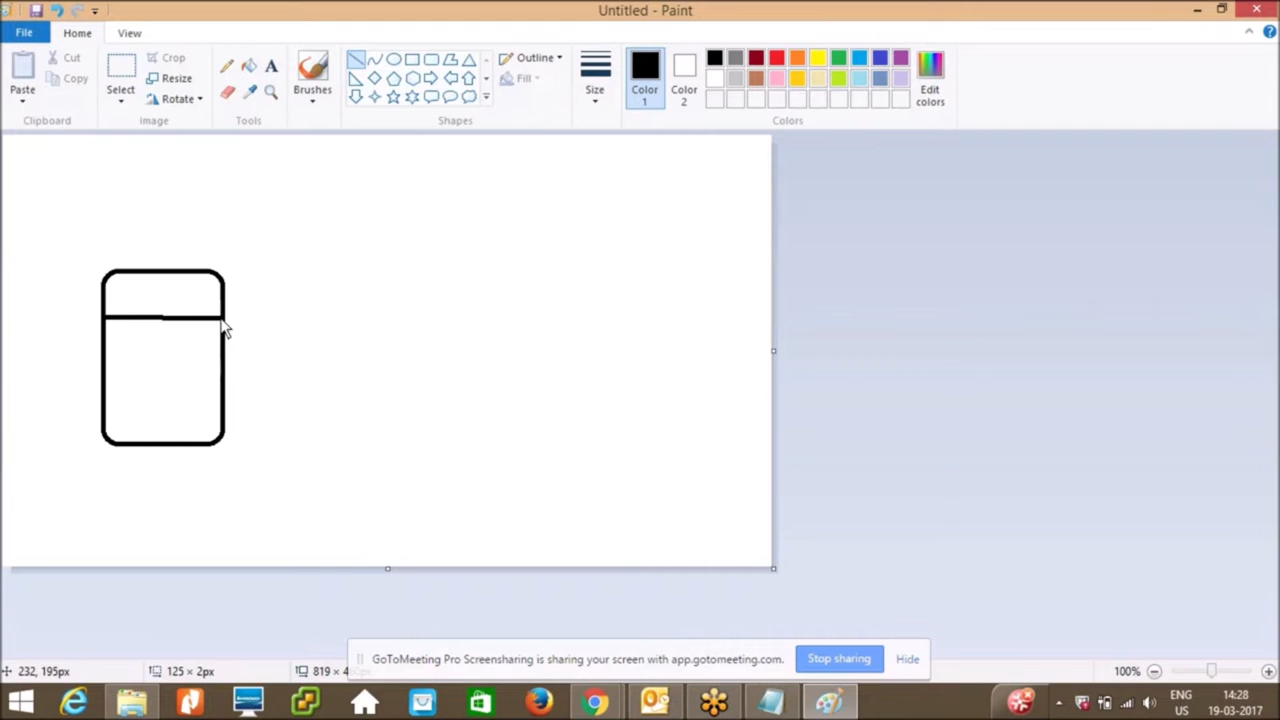 Untitled - Paint
File Home View
Cut
Copy
Paste
Clipboard
Select
Crop
Resize
Rotate
Image
A
Tools
Brushes
Outline
Fill
Shapes
Size
Color 1
Color 2
Edit colors
Colors
GoToMeeting Pro Screensharing is sharing your screen with app.gotomeeting.com. Stop sharing Hide
232, 195px 125 × 2px 819 × 4 100%
ENG US 14:28 19-03-2017